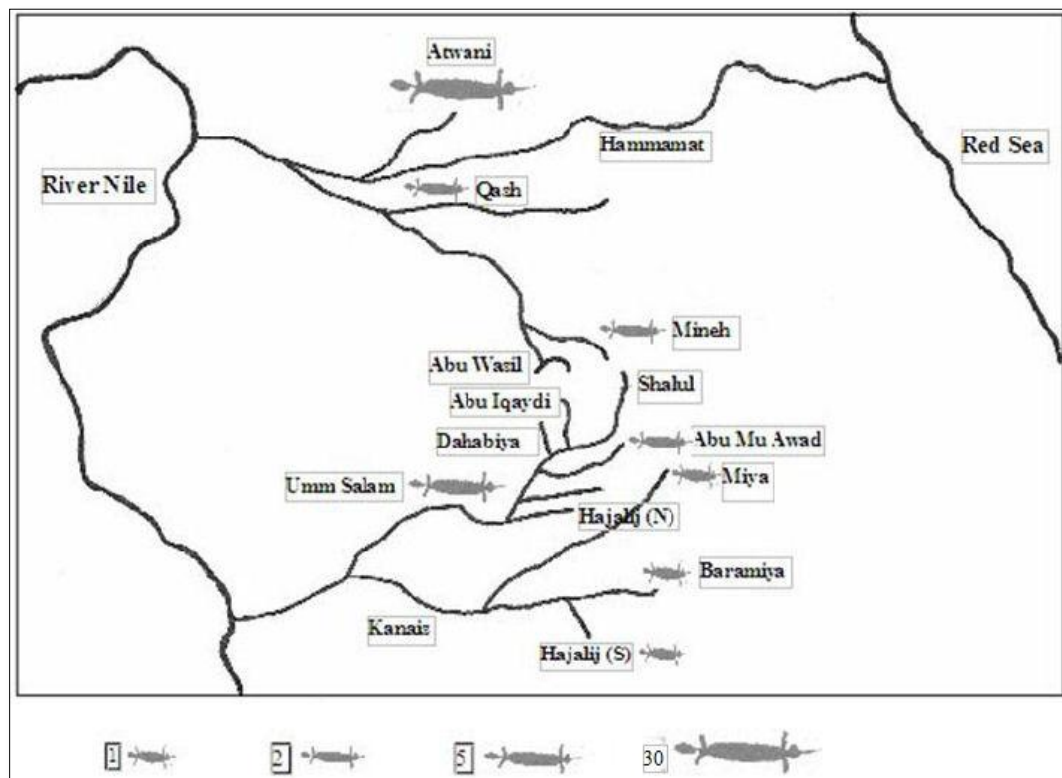 Atwani
Hammamat
Red Sea
River Nile
Qash
Mineh
Abu Wasil
Shalul
Abu Iqaydi
Dahabiya
Abu Mu Awad
Umm Salam
Miya
Hajalij (N)
Baramiya
Kanais
Hajalij (S)
1
2
5
30